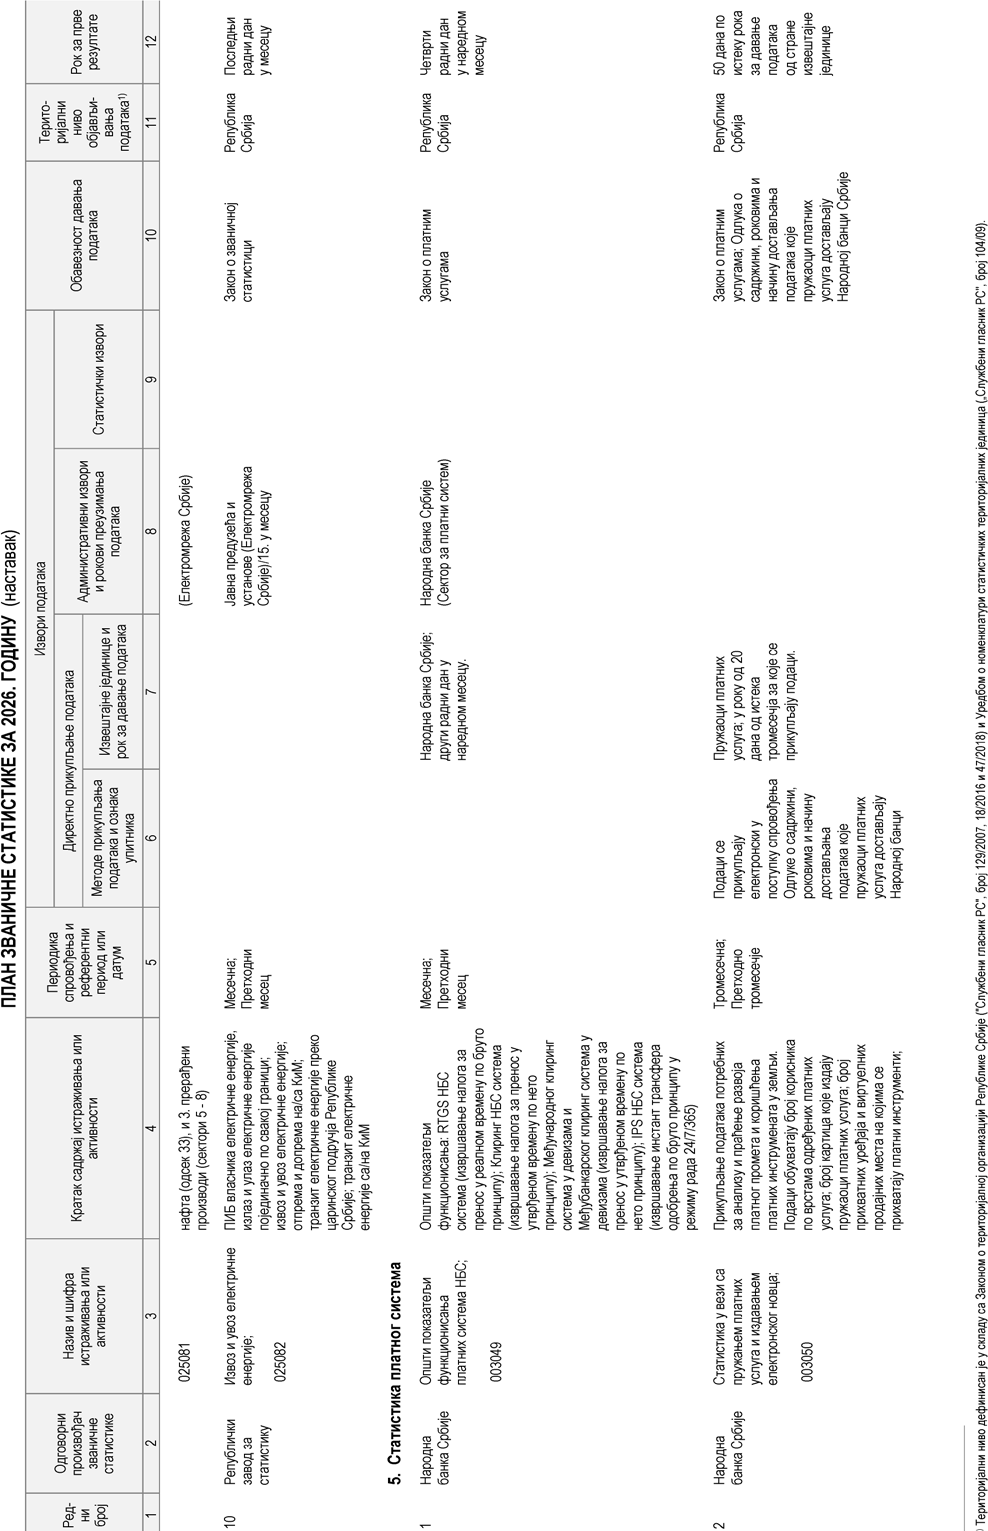 ПЛАН ЗВАНИЧНЕ СТАТИСТИКЕ ЗА 2026. ГОДИНУ (наставак)
Ред-
ни
број
Одговорни
произвођач
званичне
статистике
Назив и шифра
истраживања или
активности
Кратак садржај истраживања или
активности
Периодика
спровођења и
референтни
период или
датум
Извори података
Директно прикупљање података
Методе прикупљања
података и ознака
упитника
Извештајне јединице и
рок за давање података
Административни извори
и рокови преузимања
података
Статистички извори
Обавезност давања
података
Терито-
ријални
ниво
објављи-
вања
података1)
Рок за прве
резултате
1 2 3 4 5 6 7 8 9 10 11 12
025081
нафта (одсек 33), и 3. прерађени
производи (сектори 5 - 8)
(Електромрежа Србије)
10
Републички
завод за
статистику
Извоз и увоз електричне
енергије;
025082
ПИБ власника електричне енергије,
излаз и улаз електричне енергије
појединачно по свакој граници;
извоз и увоз електричне енергије;
отпрема и допрема на/са КиМ;
транзит електричне енергије преко
царинског подручја Републике
Србије; транзит електричне
енергије са/на КиМ
Месечна;
Претходни
месец
Јавна предузећа и
установе (Електромрежа
Србије)/15. у месецу
Закон о званичној
статистици
Република
Србија
Последњи
радни дан
у месецу
5. Статистика платног система
1
Народна
банка Србије
Општи показатељи
функционисања
платних система НБС;
003049
Општи показатељи
функционисања: RTGS НБС
система (извршавање налога за
пренос у реалном времену по бруто
принципу); Клиринг НБС система
(извршавање налога за пренос у
утврђеном времену по нето
принципу); Међународног клиринг
система у девизама и
Међубанкарског клиринг система у
девизама (извршавање налога за
пренос у утврђеном времену по
нето принципу); IPS НБС система
(извршавање инстант трансфера
одобрења по бруто принципу у
режиму рада 24/7/365)
Месечна;
Претходни
месец
Народна банка Србије;
други радни дан у
наредном месецу.
Народна банка Србије
(Сектор за платни систем)
Закон о платним
услугама
Република
Србија
Четврти
радни дан
у наредном
месецу
2
Народна
банка Србије
Статистика у вези са
пружањем платних
услуга и издавањем
електронског новца;
003050
Прикупљање података потребних
за анализу и праћење развоја
платног промета и коришћења
платних инструмената у земљи.
Подаци обухватају број корисника
по врстама одређених платних
услуга; број картица које издају
пружаоци платних услуга; број
прихватних уређаја и виртуелних
продајних места на којима се
прихватају платни инструменти;
Тромесечна;
Претходно
тромесечје
Подаци се
прикупљају
електронски у
поступку спровођења
Одлуке о садржини,
роковима и начину
достављања
података које
пружаоци платних
услуга достављају
Народној банци
Пружаоци платних
услуга; у року од 20
дана од истека
тромесечја за које се
прикупљају подаци.
Закон о платним
услугама; Одлука о
садржини, роковима и
начину достављања
података које
пружаоци платних
услуга достављају
Народној банци Србије
Република
Србија
50 дана по
истеку рока
за давање
података
од стране
извештајне
јединице
) Територијални ниво дефинисан је у складу са Законом о територијалној организацији Републике Србије ("Службени гласник РС", број 129/2007, 18/2016 и 47/2018) и Уредбом о номенклатури статистичких територијалних јединица („Службени гласник РС", број 104/09).